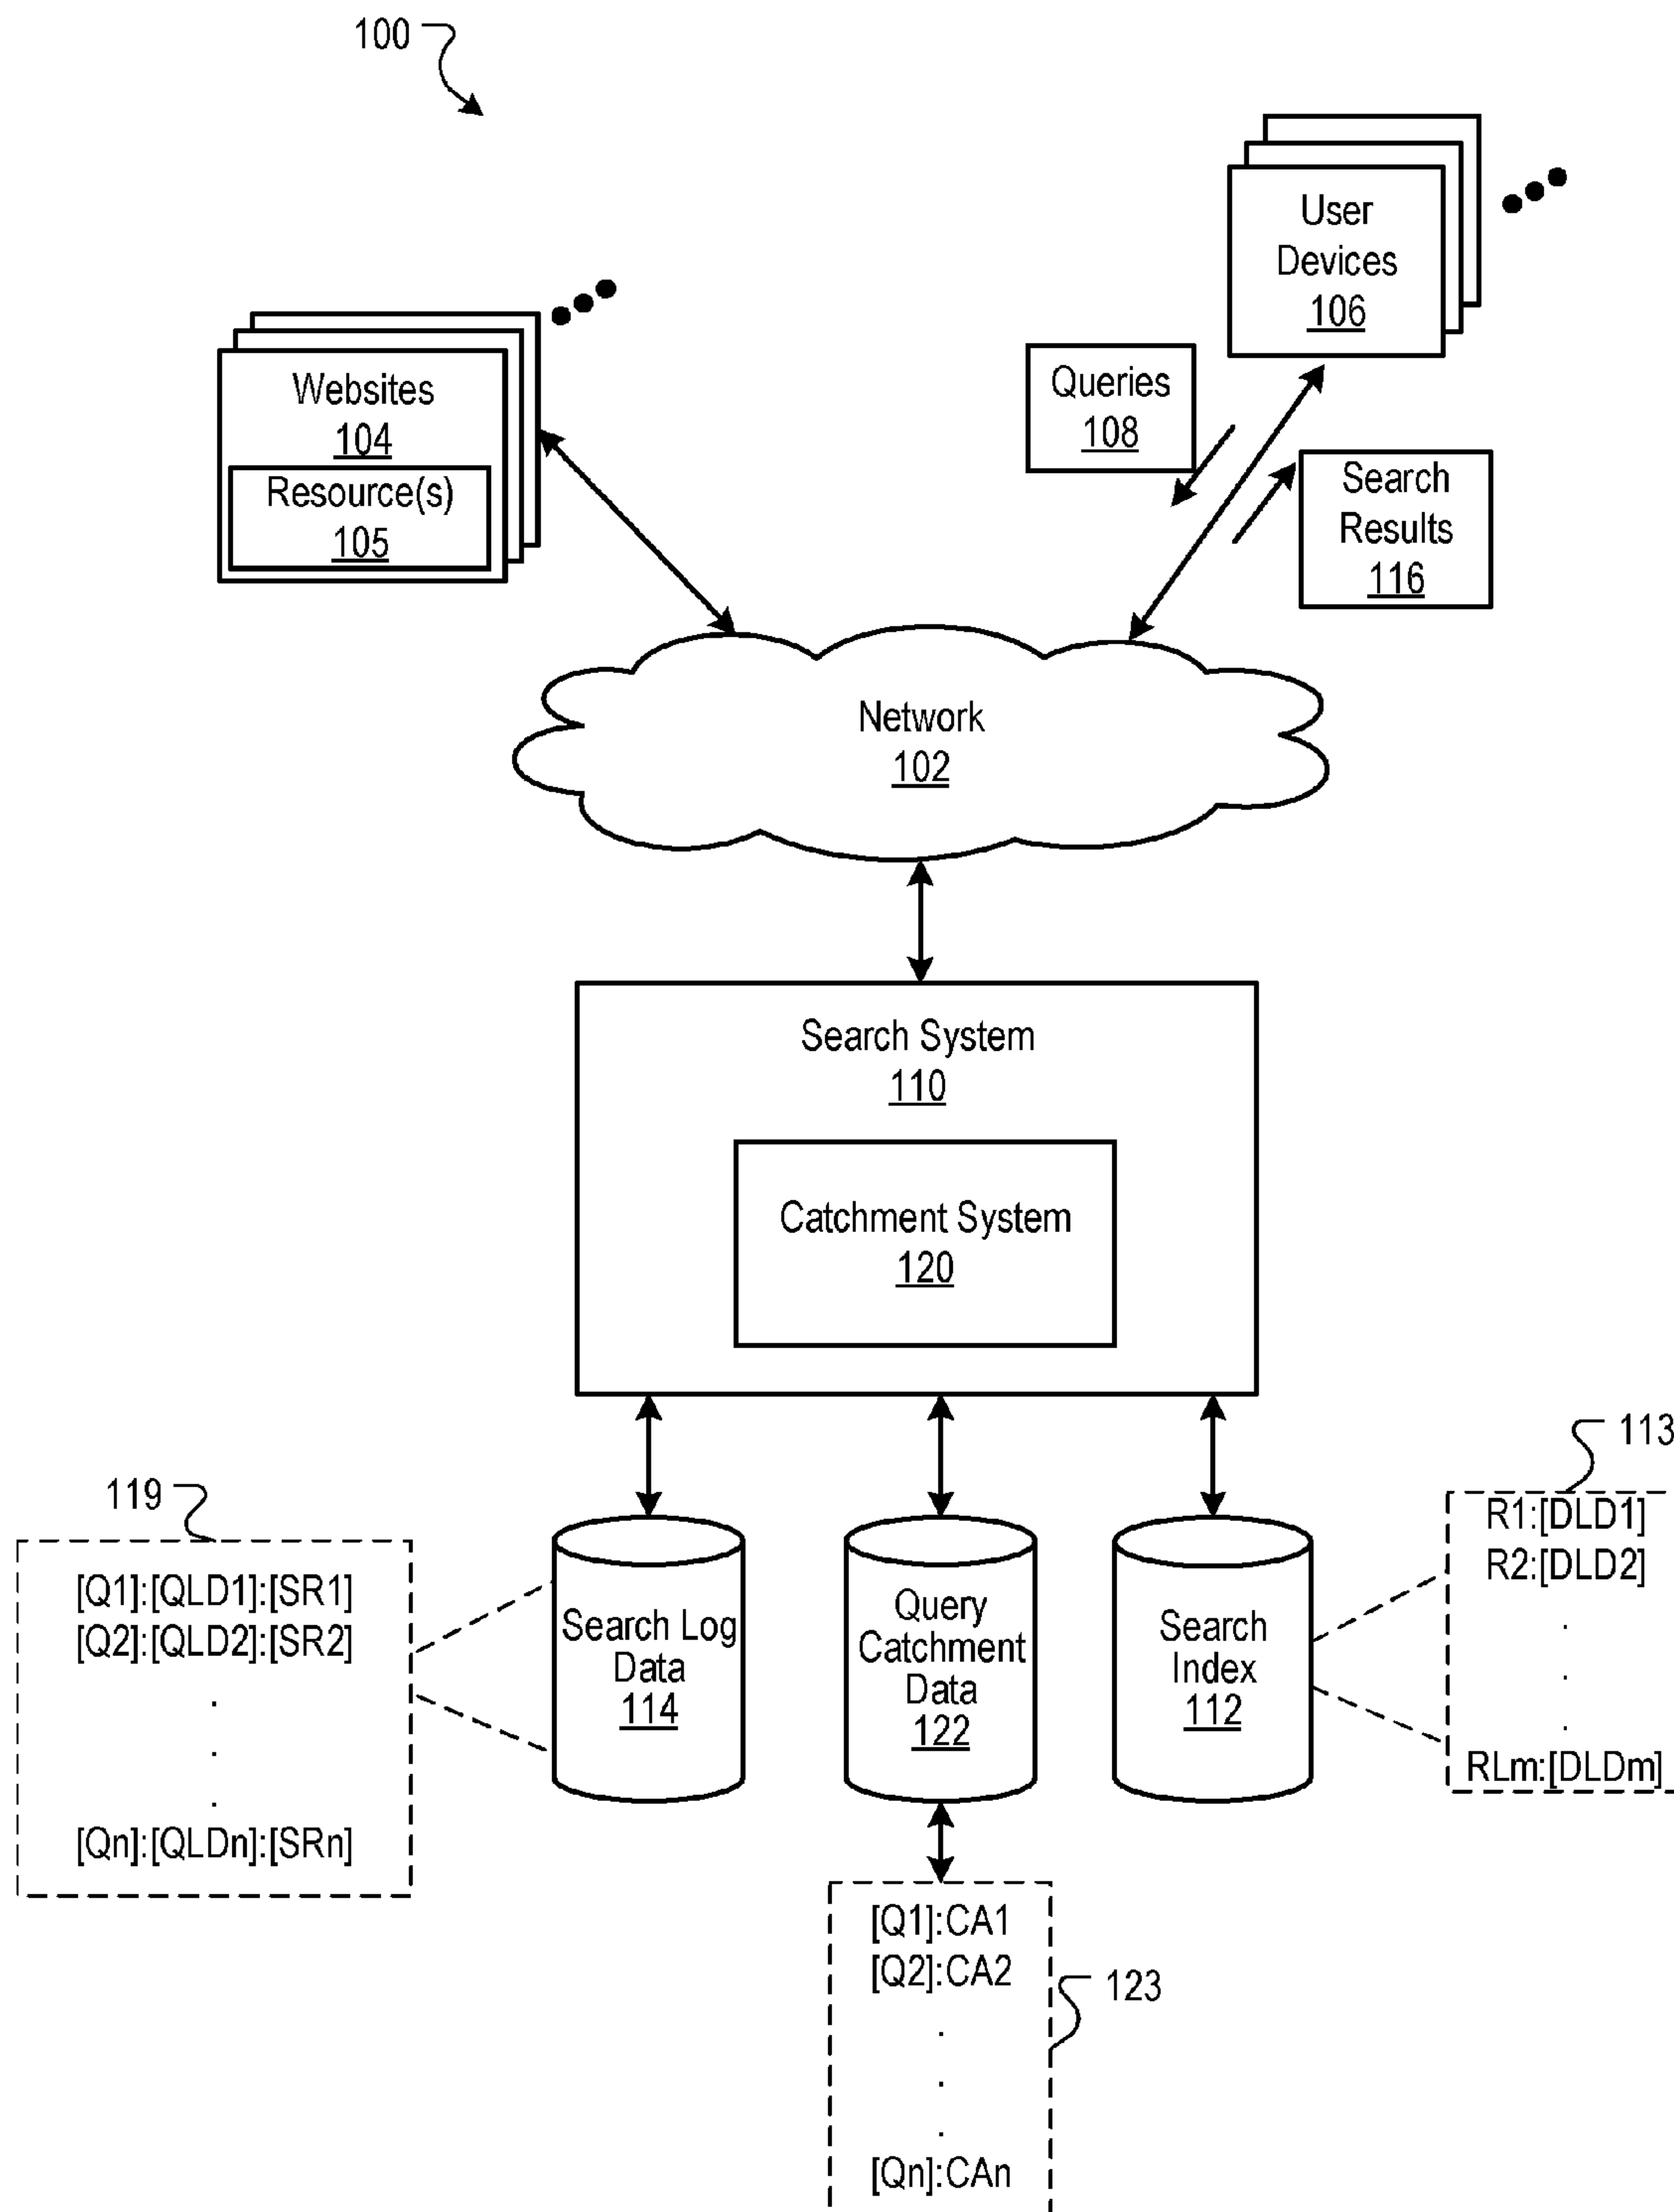 100
User
Devices
106
Websites
104
Resource(s)
105
Queries
108
Search
Results
116
Network
102
Search System
110
Catchment System
120
119
[Q1]:[QLD1]:[SR1]
[Q2]:[QLD2]:[SR2]
.
.
.
[Qn]:[QLDn]:[SRn]
Search Log
Data
114
Query
Catchment
Data
122
Search
Index
112
113
R1:[DLD1]
R2:[DLD2]
.
.
.
RLm:[DLDm]
[Q1]:CA1
[Q2]:CA2
.
.
.
[Qn]:CAn
123